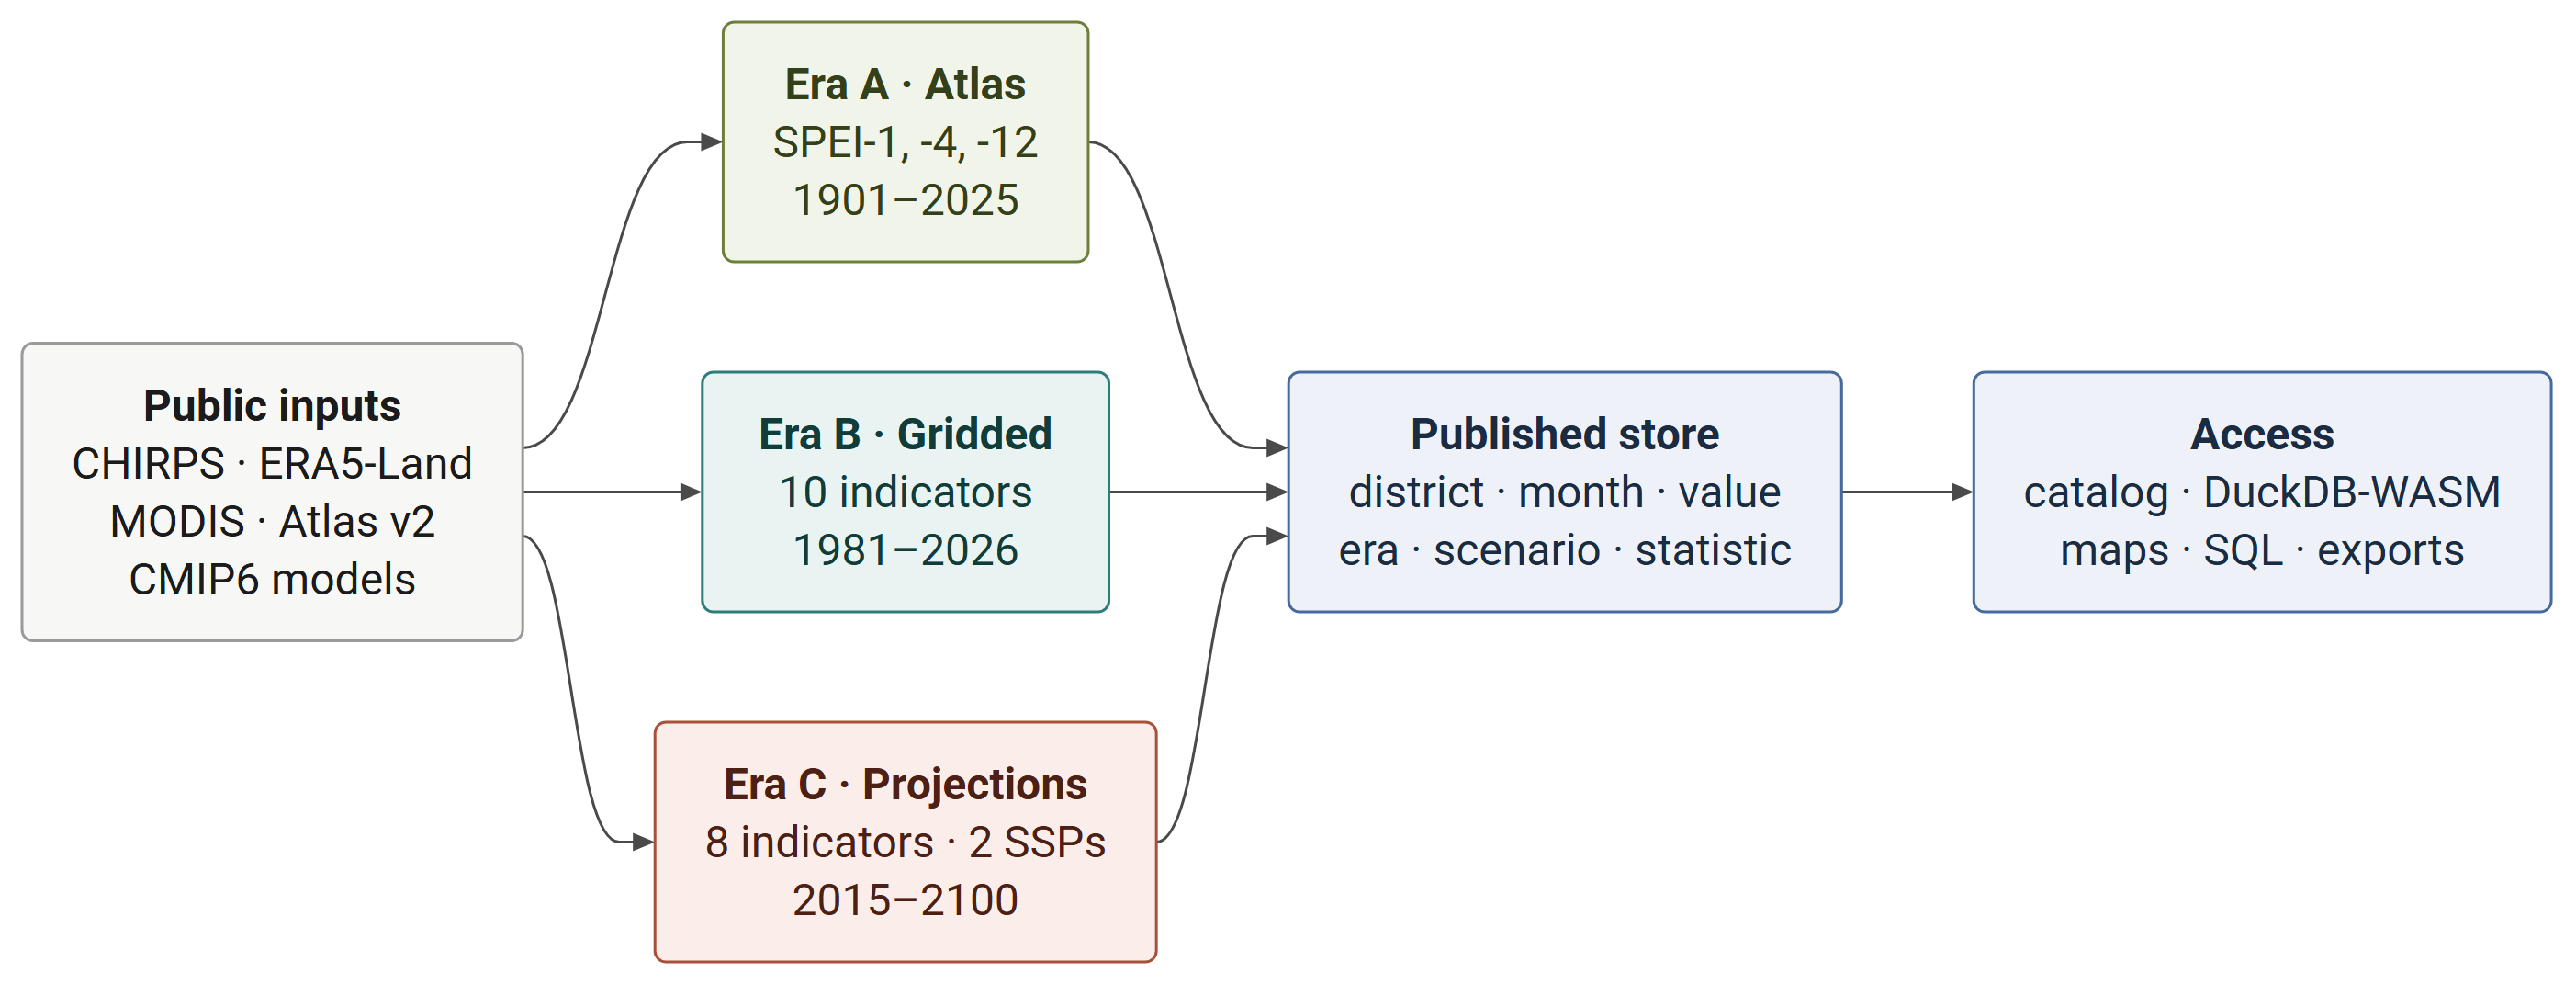 Public inputs
CHIRPS · ERA5-Land
MODIS · Atlas v2
CMIP6 models
Era A · Atlas
SPEI-1, -4, -12
1901–2025
Era B · Gridded
10 indicators
1981–2026
Era C · Projections
8 indicators · 2 SSPs
2015–2100
Published store
district · month · value
era · scenario · statistic
Access
catalog · DuckDB-WASM
maps · SQL · exports